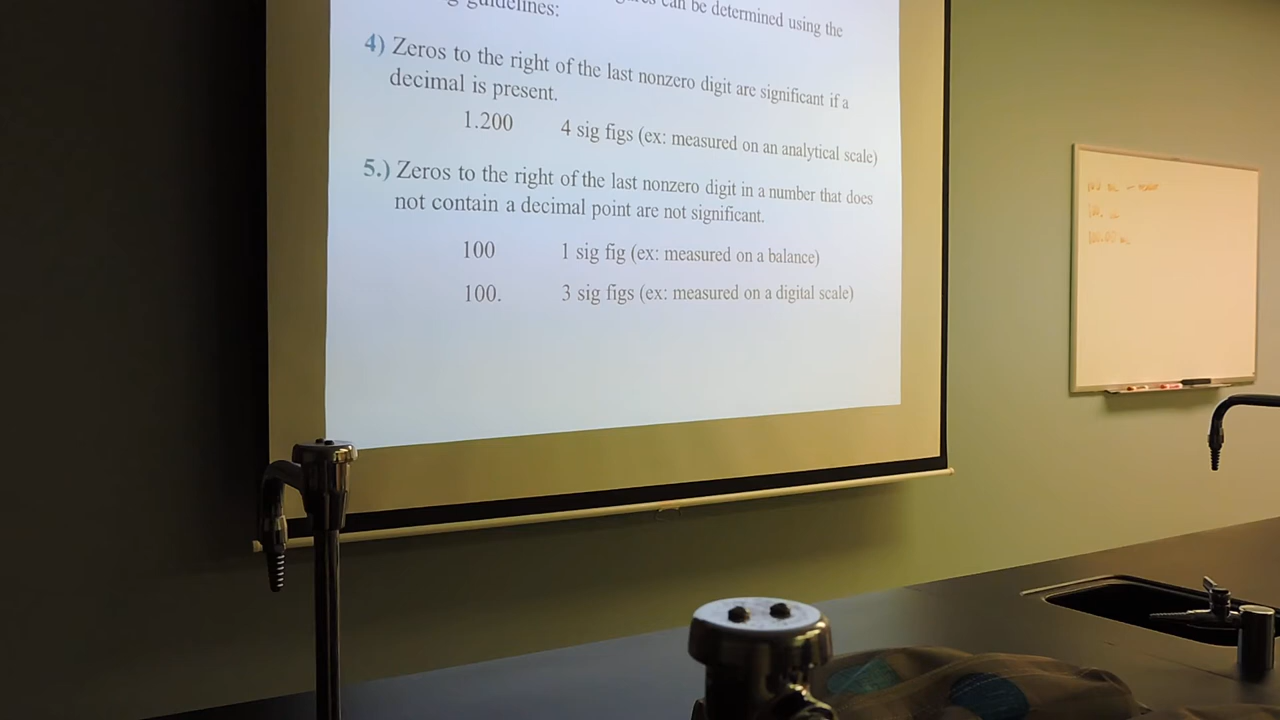 guidelines:
can be determined using the
4) Zeros to the right of the last nonzero digit are significant if a
decimal is present.
1.200 4 sig figs (ex: measured on an analytical scale)
5.) Zeros to the right of the last nonzero digit in a number that does
not contain a decimal point are not significant.
100 1 sig fig (ex: measured on a balance)
100. 3 sig figs (ex: measured on a digital scale)